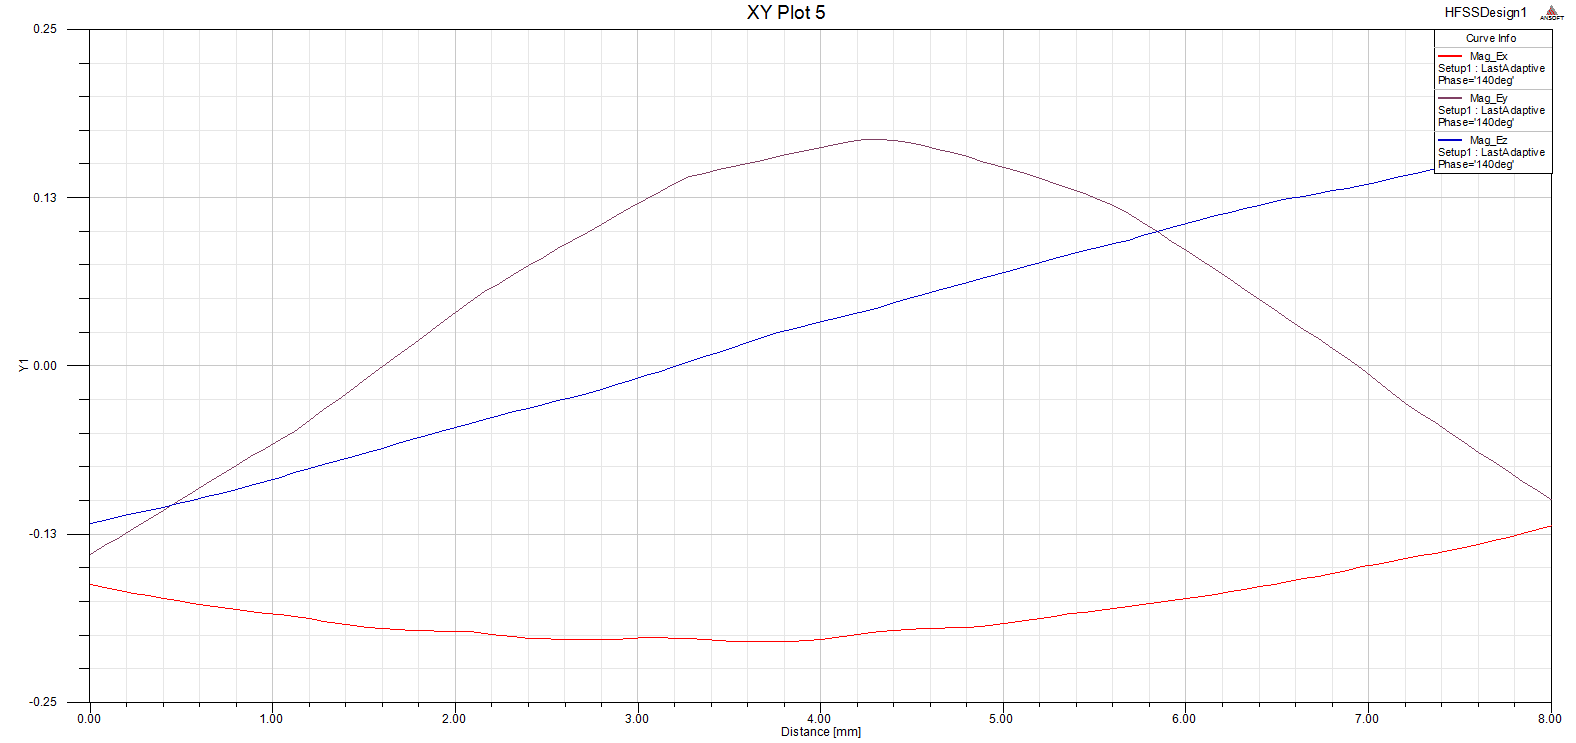 XY Plot 5
HFSSDesign1
ANSOFT
Curve Info
Mag_Ex
Setup1 : LastAdaptive
Phase='140deg'
Mag_Ey
Setup1 : LastAdaptive
Phase='140deg'
Mag_Ez
Setup1 : LastAdaptive
Phase='140deg'
0.25
0.13
0.00
-0.13
-0.25
Y1
0.00 1.00 2.00 3.00 4.00 5.00 6.00 7.00 8.00
Distance [mm]